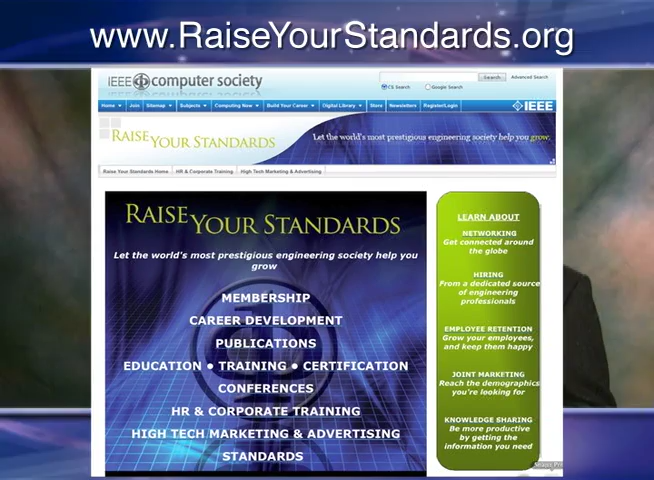 www.RaiseYourStandards.org
IEEE computer society
Search Advanced Search
CS Search Google Search
Home Join Sitemap Subjects Computing Now Build Your Career Digital Library Store Newsletters Register/Login IEEE
RAISE YOUR STANDARDS
Let the world's most prestigious engineering society help you grow.
Raise Your Standards Home HR & Corporate Training High Tech Marketing & Advertising
RAISE YOUR STANDARDS
Let the world's most prestigious engineering society help you
grow
MEMBERSHIP
CAREER DEVELOPMENT
PUBLICATIONS
EDUCATION • TRAINING • CERTIFICATION
CONFERENCES
HR & CORPORATE TRAINING
HIGH TECH MARKETING & ADVERTISING
STANDARDS
LEARN ABOUT
NETWORKING
Get connected around
the globe
HIRING
From a dedicated source
of engineering
professionals
EMPLOYEE RETENTION
Grow your employees,
and keep them happy
JOINT MARKETING
Reach the demographics
you're looking for
KNOWLEDGE SHARING
Be more productive
by getting the
information you need